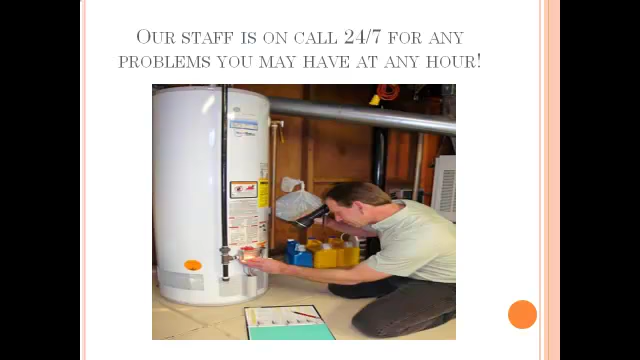 Our staff is on call 24/7 for any
problems you may have at any hour!